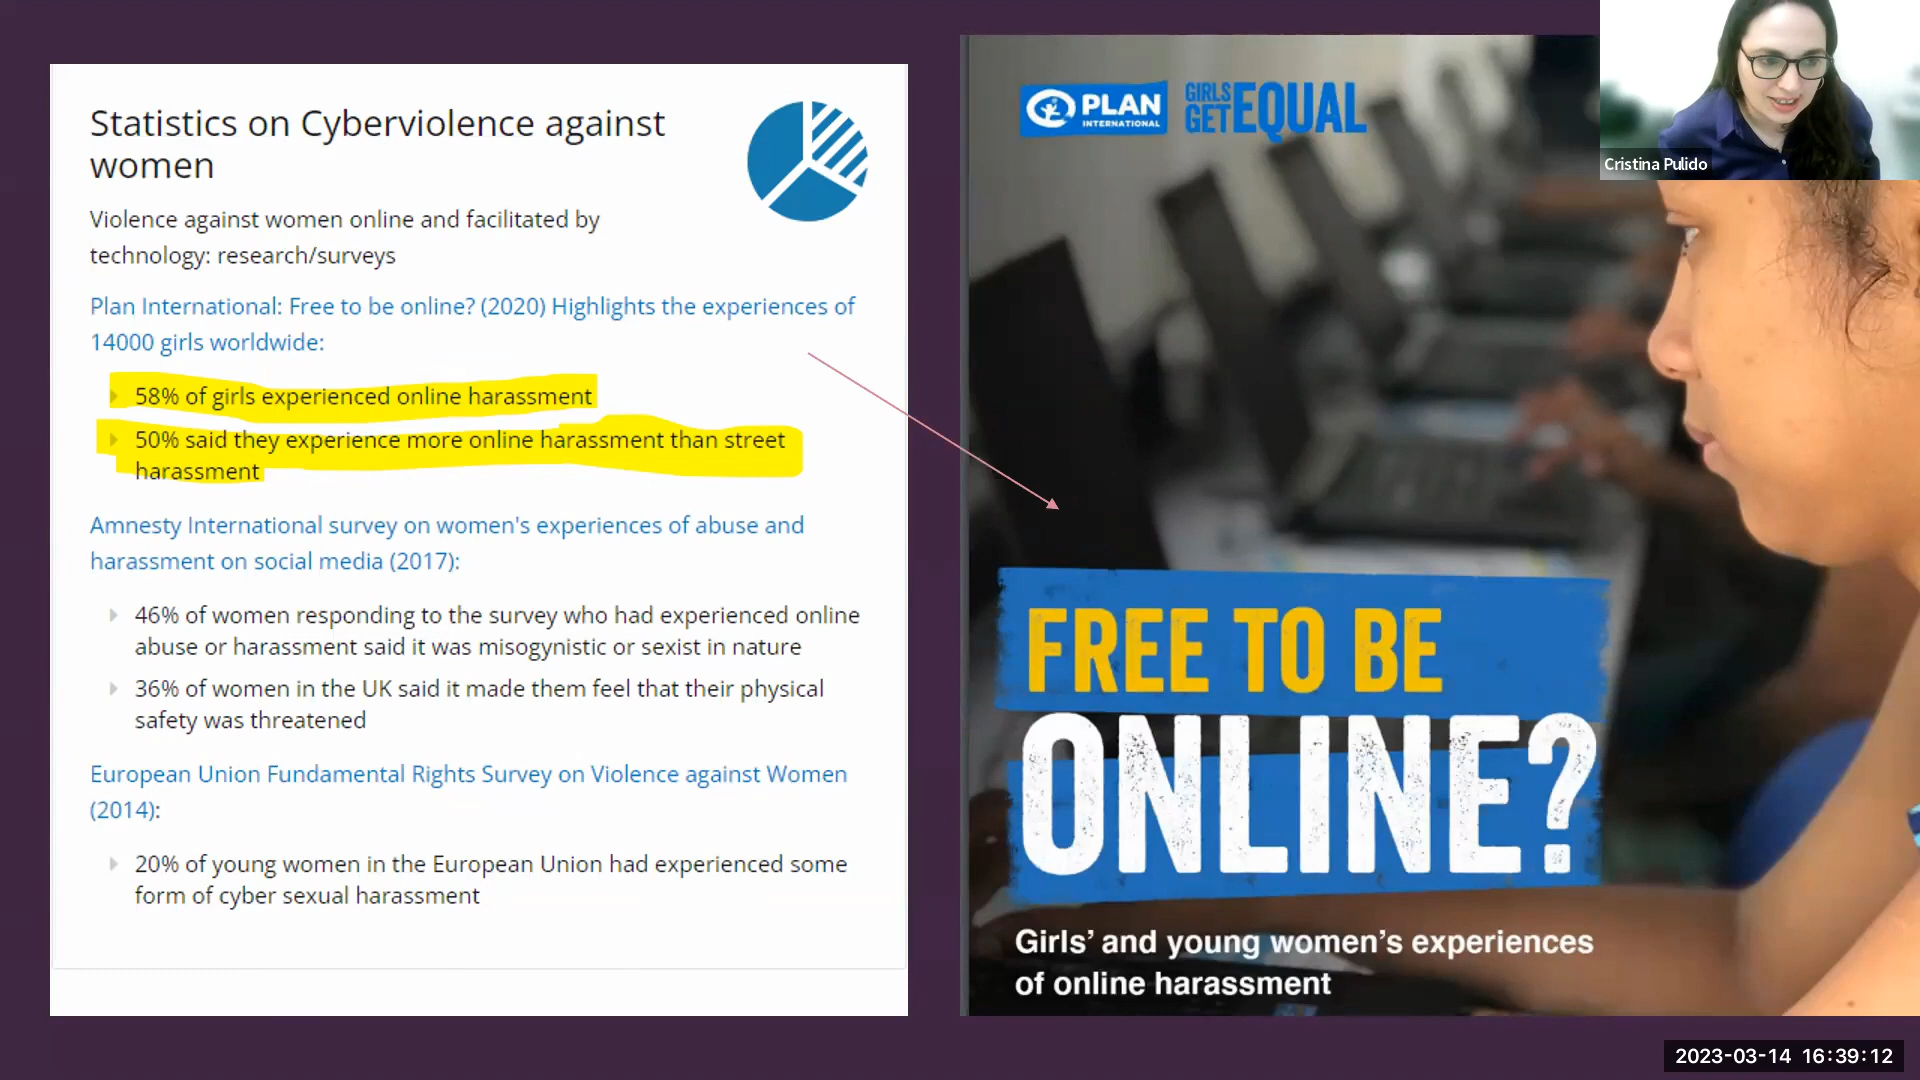 Statistics on Cyberviolence against
women
Violence against women online and facilitated by
technology: research/surveys
Plan International: Free to be online? (2020) Highlights the experiences of
14000 girls worldwide:
58% of girls experienced online harassment
50% said they experience more online harassment than street
harassment
Amnesty International survey on women's experiences of abuse and
harassment on social media (2017):
46% of women responding to the survey who had experienced online
abuse or harassment said it was misogynistic or sexist in nature
36% of women in the UK said it made them feel that their physical
safety was threatened
European Union Fundamental Rights Survey on Violence against Women
(2014):
20% of young women in the European Union had experienced some
form of cyber sexual harassment
PLAN
INTERNATIONAL
GIRLS
GET EQUAL
FREE TO BE
ONLINE?
Girls’ and young women’s experiences
of online harassment
Cristina Pulido
2023-03-14 16:39:12